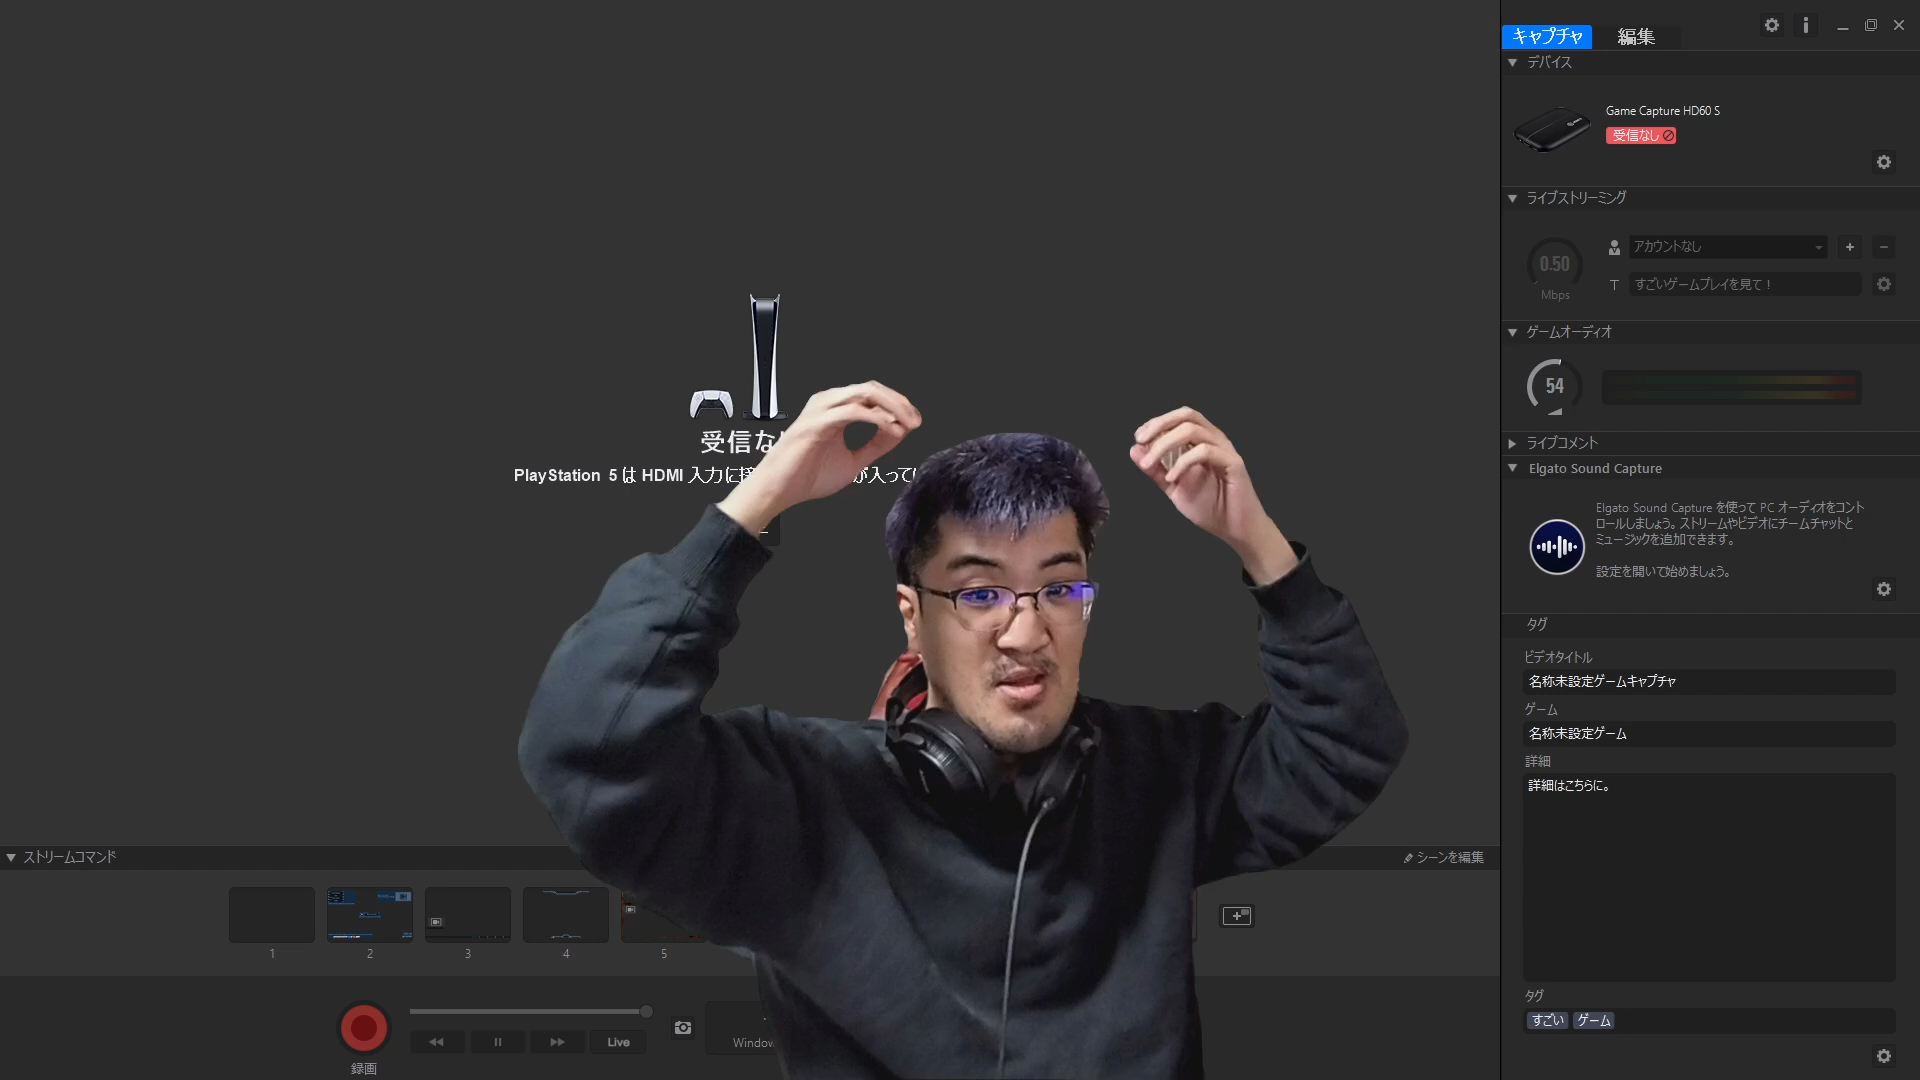 キャプチャ 編集
デバイス
Game Capture HD60 S
受信なし
ライブストリーミング
0.50
Mbps
アカウントなし
T すごいゲームプレイを見て！
ゲームオーディオ
54
ライブコメント
Elgato Sound Capture
Elgato Sound Capture を使って PC オーディオをコント
ロールしましょう。ストリームやビデオにチームチャットと
ミュージックを追加できます。
設定を開いて始めましょう。
タグ
ビデオタイトル
名称未設定ゲームキャプチャ
ゲーム
名称未設定ゲーム
詳細
詳細はこちらに。
タグ
すごい ゲーム
受信な
PlayStation 5 は HDMI 入力に が入って
ストリームコマンド
シーンを編集
1 2 3 4 5
Live
録画